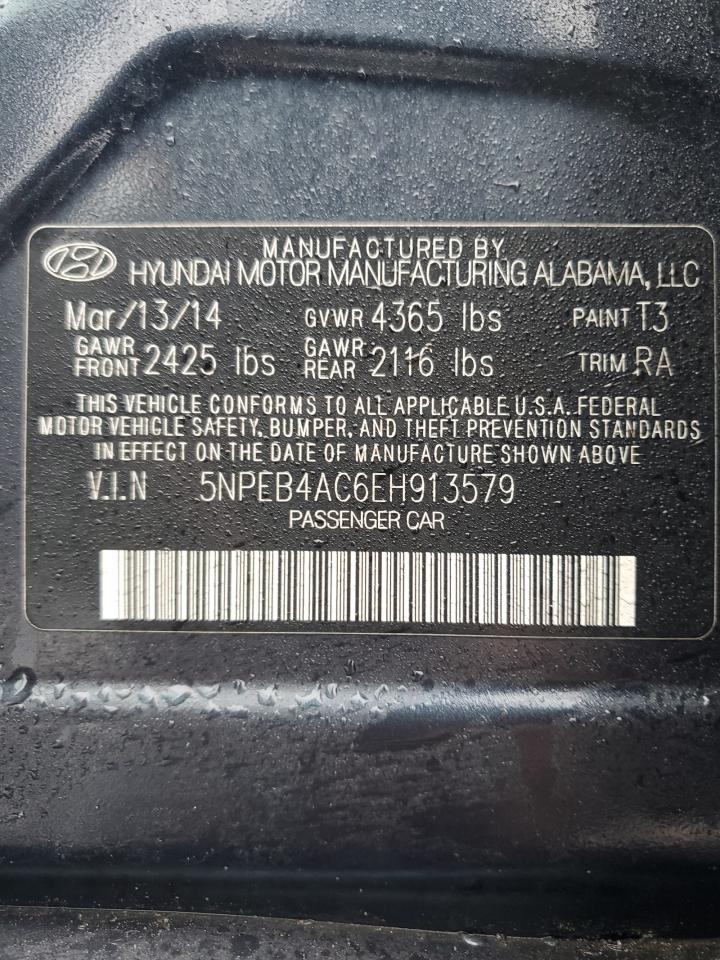 MANUFACTURED BY
HYUNDAI MOTOR MANUFACTURING ALABAMA, LLC
Mar/13/14 GVWR 4365 lbs PAINT T3
GAWR FRONT 2425 lbs GAWR REAR 2116 lbs TRIM RA
THIS VEHICLE CONFORMS TO ALL APPLICABLE U.S.A. FEDERAL
MOTOR VEHICLE SAFETY, BUMPER, AND THEFT PREVENTION STANDARDS
IN EFFECT ON THE DATE OF MANUFACTURE SHOWN ABOVE
V.I.N 5NPEB4AC6EH913579
PASSENGER CAR